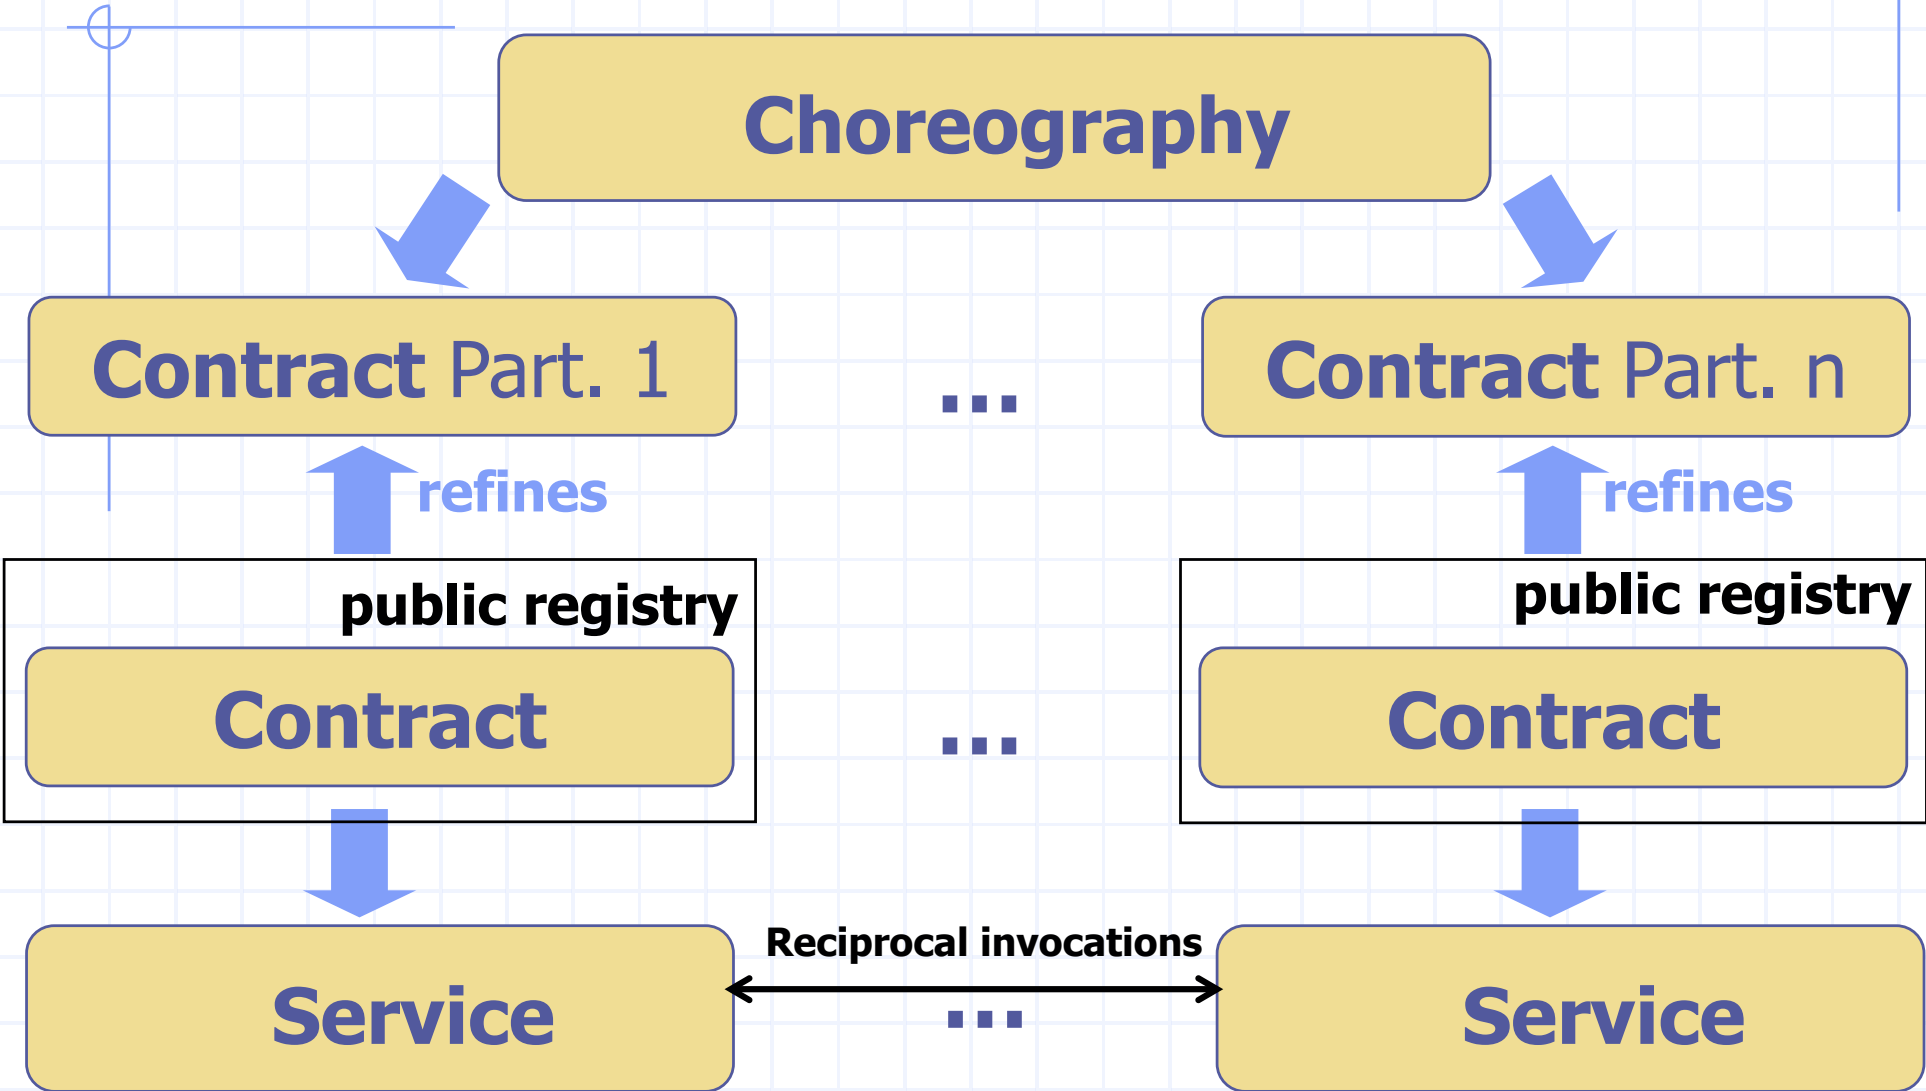 Choreography
Contract Part. 1
...
Contract Part. n
refines
refines
public registry
public registry
Contract
...
Contract
Reciprocal invocations
Service
...
Service